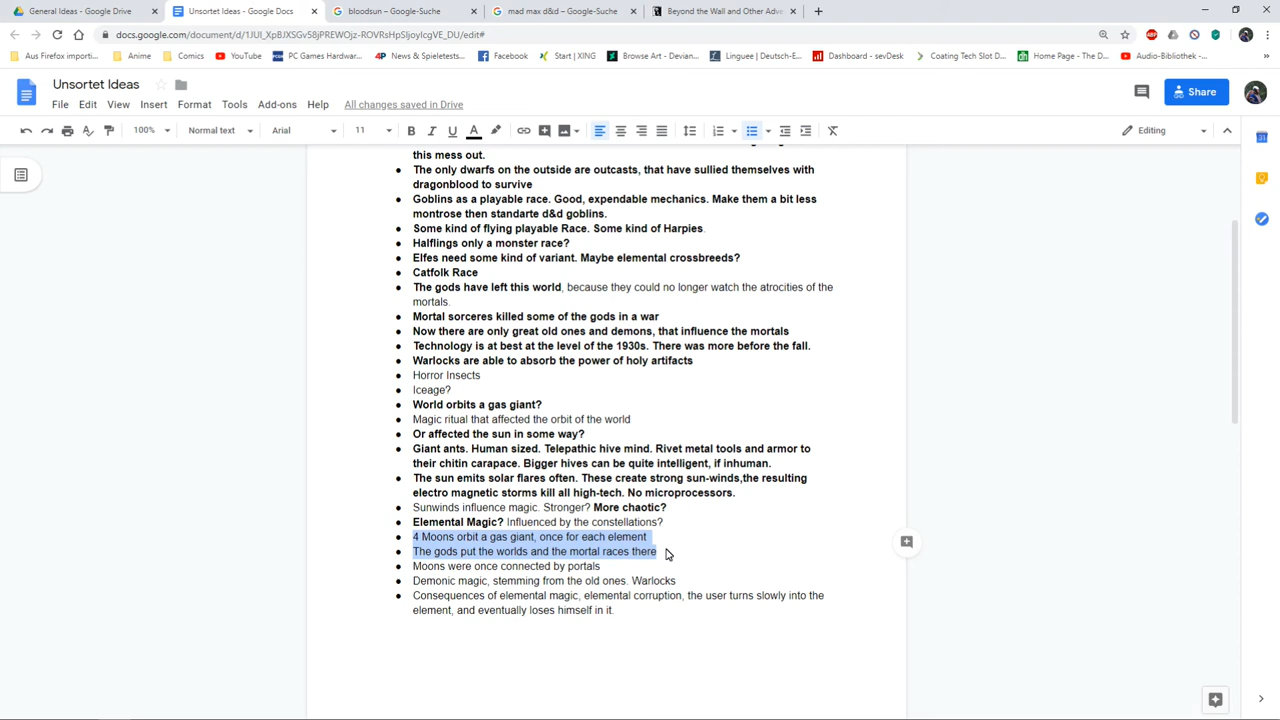 General Ideas - Google Drive
Unsortet Ideas - Google Docs
bloodsun – Google-Suche
mad max d&d – Google-Suche
Beyond the Wall and Other Adve
docs.google.com/document/d/
Aus Firefox importi...
Anime
Comics
YouTube
PC Games Hardwar...
News & Spieletests...
Facebook
Start | XING
Browse Art - Devian...
Linguee | Deutsch-E...
Dashboard - sevDesk
Coating Tech Slot D...
Home Page - The D...
Audio-Bibliothek -...
Unsortet Ideas
File Edit View Insert Format Tools Add-ons Help All changes saved in Drive
Share
100% Normal text Arial 11 Editing
this mess out.
The only dwarfs on the outside are outcasts, that have sullied themselves with
dragonblood to survive
Goblins as a playable race. Good, expendable mechanics. Make them a bit less
montrose then standarte d&d goblins.
Some kind of flying playable Race. Some kind of Harpies.
Halflings only a monster race?
Elfes need some kind of variant. Maybe elemental crossbreeds?
Catfolk Race
The gods have left this world, because they could no longer watch the atrocities of the
mortals.
Mortal sorceres killed some of the gods in a war
Now there are only great old ones and demons, that influence the mortals
Technology is at best at the level of the 1930s. There was more before the fall.
Warlocks are able to absorb the power of holy artifacts
Horror Insects
Iceage?
World orbits a gas giant?
Magic ritual that affected the orbit of the world
Or affected the sun in some way?
Giant ants. Human sized. Telepathic hive mind. Rivet metal tools and armor to
their chitin carapace. Bigger hives can be quite intelligent, if inhuman.
The sun emits solar flares often. These create strong sun-winds,the resulting
electro magnetic storms kill all high-tech. No microprocessors.
Sunwinds influence magic. Stronger? More chaotic?
Elemental Magic? Influenced by the constellations?
4 Moons orbit a gas giant, once for each element
The gods put the worlds and the mortal races there
Moons were once connected by portals
Demonic magic, stemming from the old ones. Warlocks
Consequences of elemental magic, elemental corruption, the user turns slowly into the
element, and eventually loses himself in it.